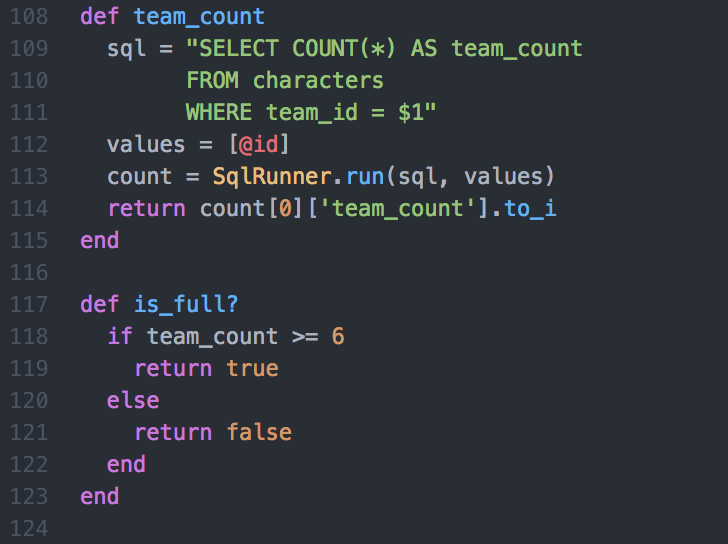 108 def team_count
109   sql = "SELECT COUNT(*) AS team_count
110         FROM characters
111         WHERE team_id = $1"
112   values = [@id]
113   count = SqlRunner.run(sql, values)
114   return count[0]['team_count'].to_i
115 end
116
117 def is_full?
118   if team_count >= 6
119     return true
120   else
121     return false
122   end
123 end
124